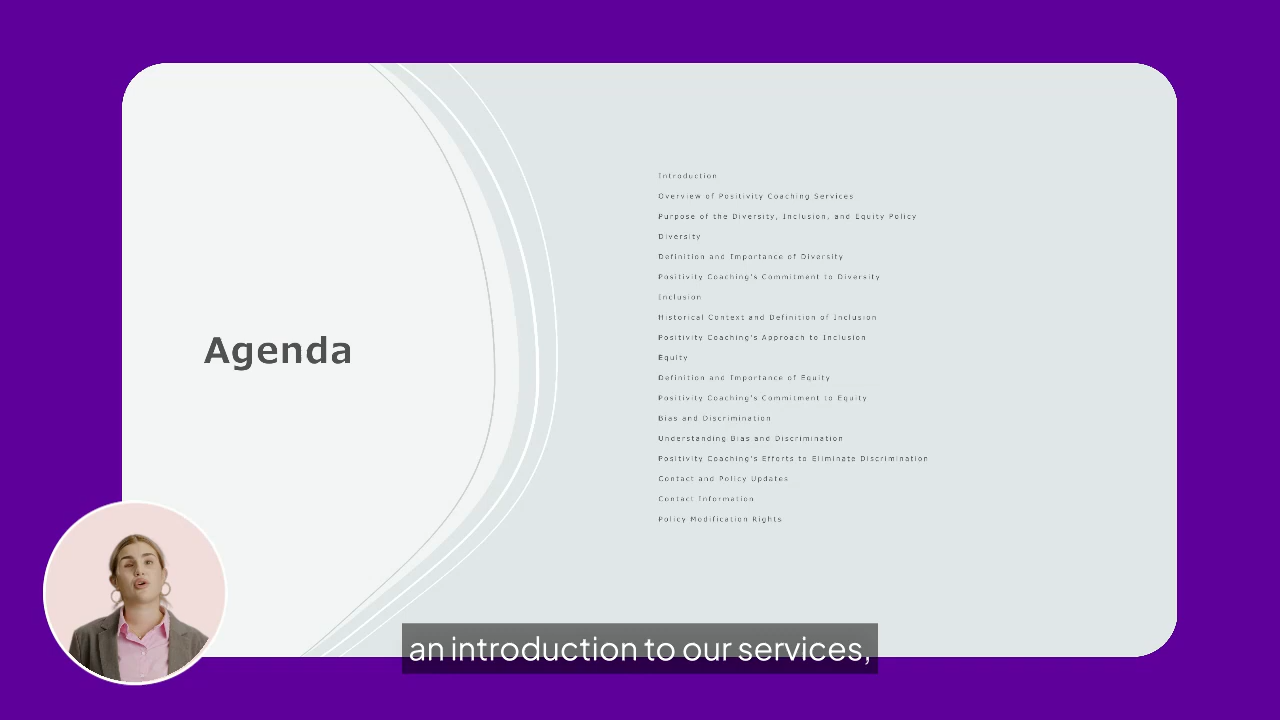 Agenda
Introduction
Overview of Positivity Coaching Services
Purpose of the Diversity, Inclusion, and Equity Policy
Diversity
Definition and Importance of Diversity
Positivity Coaching's Commitment to Diversity
Inclusion
Historical Context and Definition of Inclusion
Positivity Coaching's Approach to Inclusion
Equity
Definition and Importance of Equity
Positivity Coaching's Commitment to Equity
Bias and Discrimination
Understanding Bias and Discrimination
Positivity Coaching's Efforts to Eliminate Discrimination
Contact and Policy Updates
Contact Information
Policy Modification Rights
an introduction to our services,